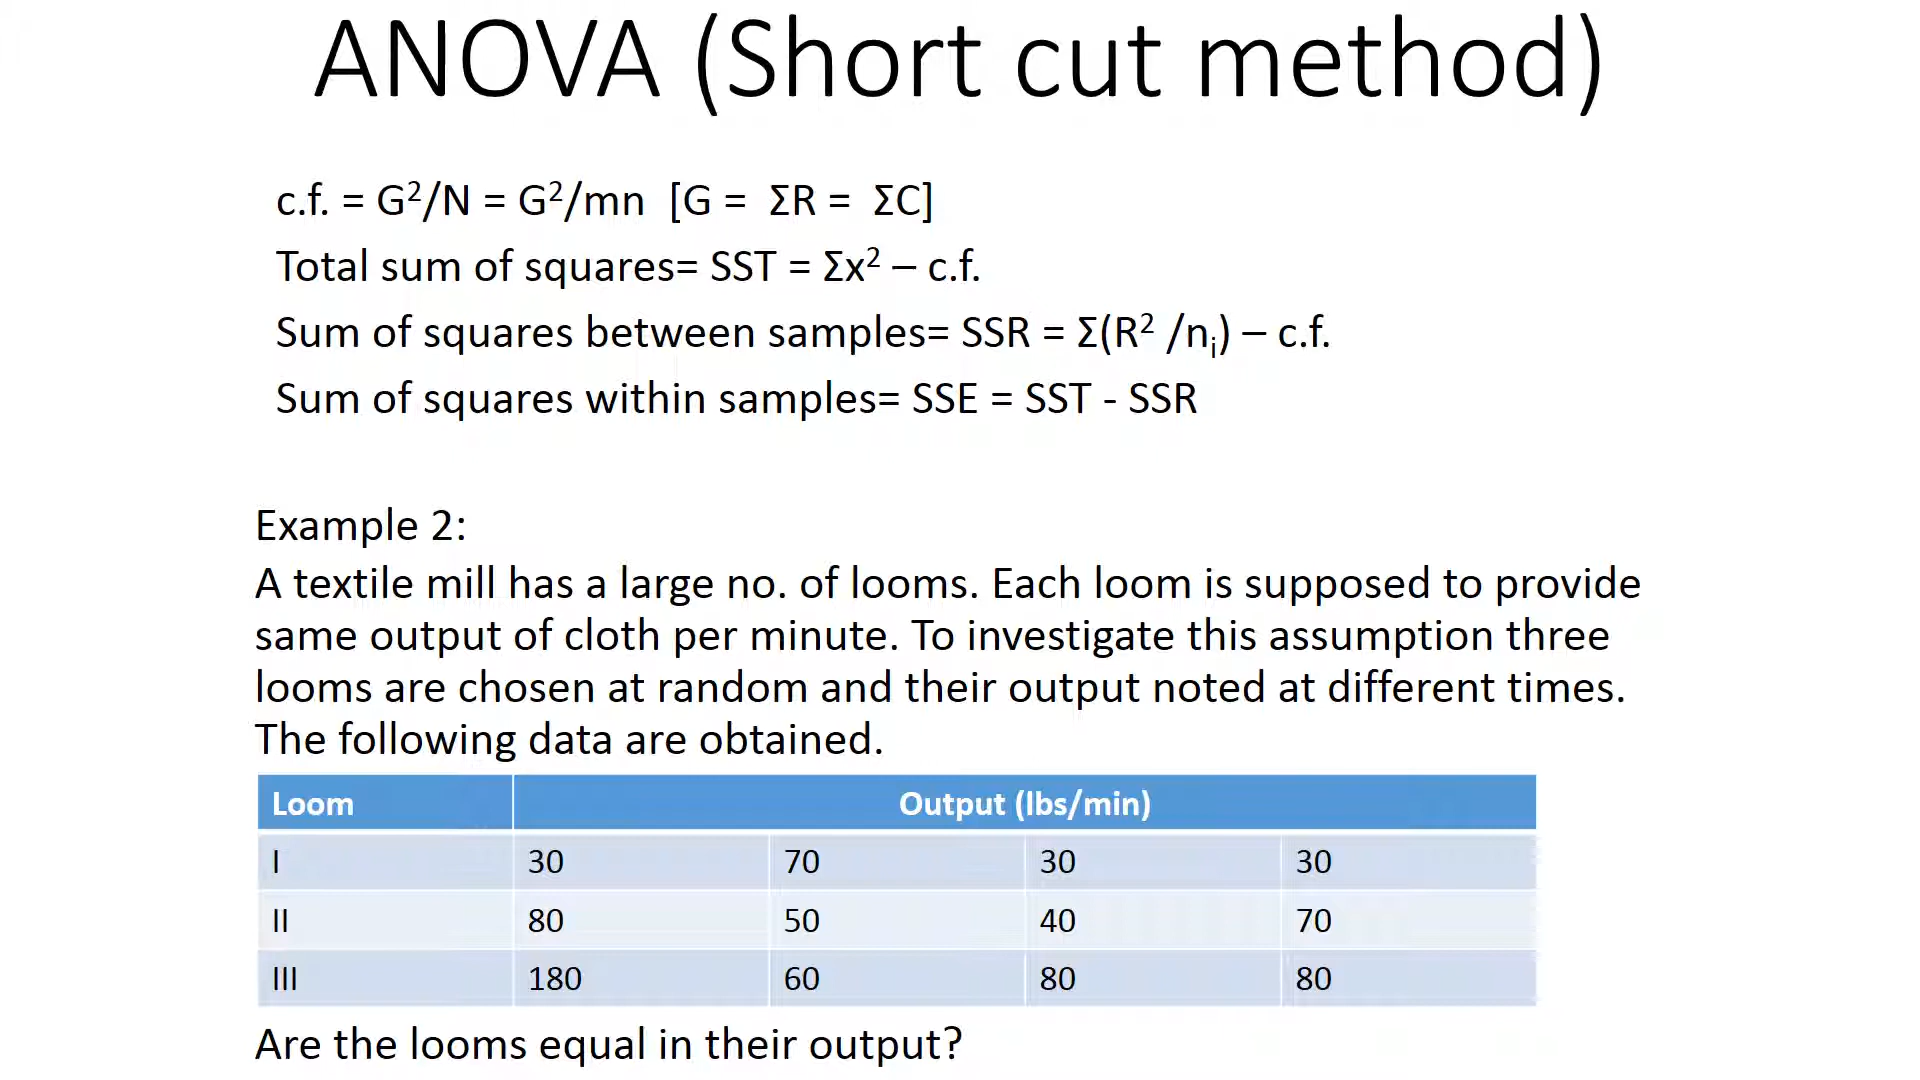 ANOVA (Short cut method)
c.f. = G²/N = G²/mn [G = ΣR = ΣC]
Total sum of squares= SST = Σx² – c.f.
Sum of squares between samples= SSR = Σ(R² /nᵢ) – c.f.
Sum of squares within samples= SSE = SST - SSR
Example 2:
A textile mill has a large no. of looms. Each loom is supposed to provide
same output of cloth per minute. To investigate this assumption three
looms are chosen at random and their output noted at different times.
The following data are obtained.
Loom Output (lbs/min)
I 30 70 30 30
II 80 50 40 70
III 180 60 80 80
Are the looms equal in their output?